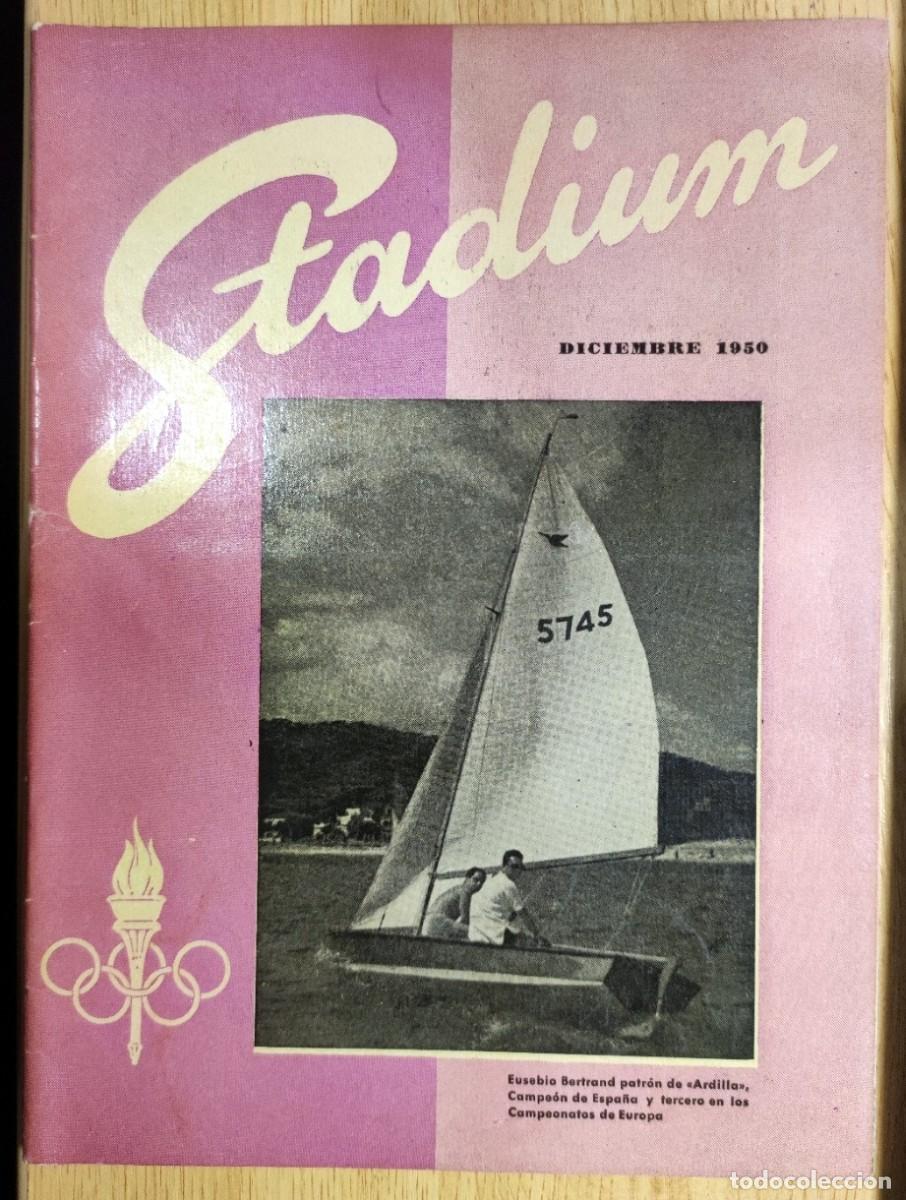 Stadium
DICIEMBRE 1950
5745
Eusebio Bertrand patrón de «Ardilla»,
Campeón de España y tercero en los
Campeonatos de Europa
todocoleccion